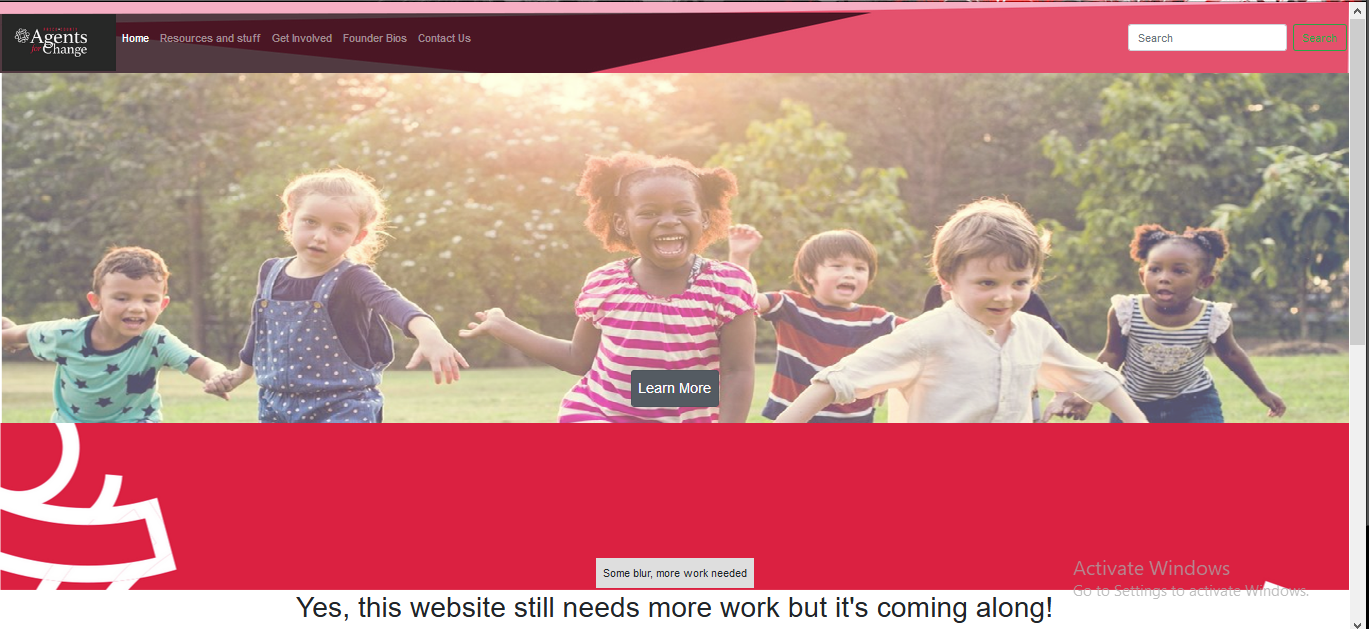 Agents
for Change
Home Resources and stuff Get Involved Founder Bios Contact Us
Search Search
Learn More
Some blur, more work needed
Activate Windows
Go to Settings to activate Windows.
Yes, this website still needs more work but it's coming along!